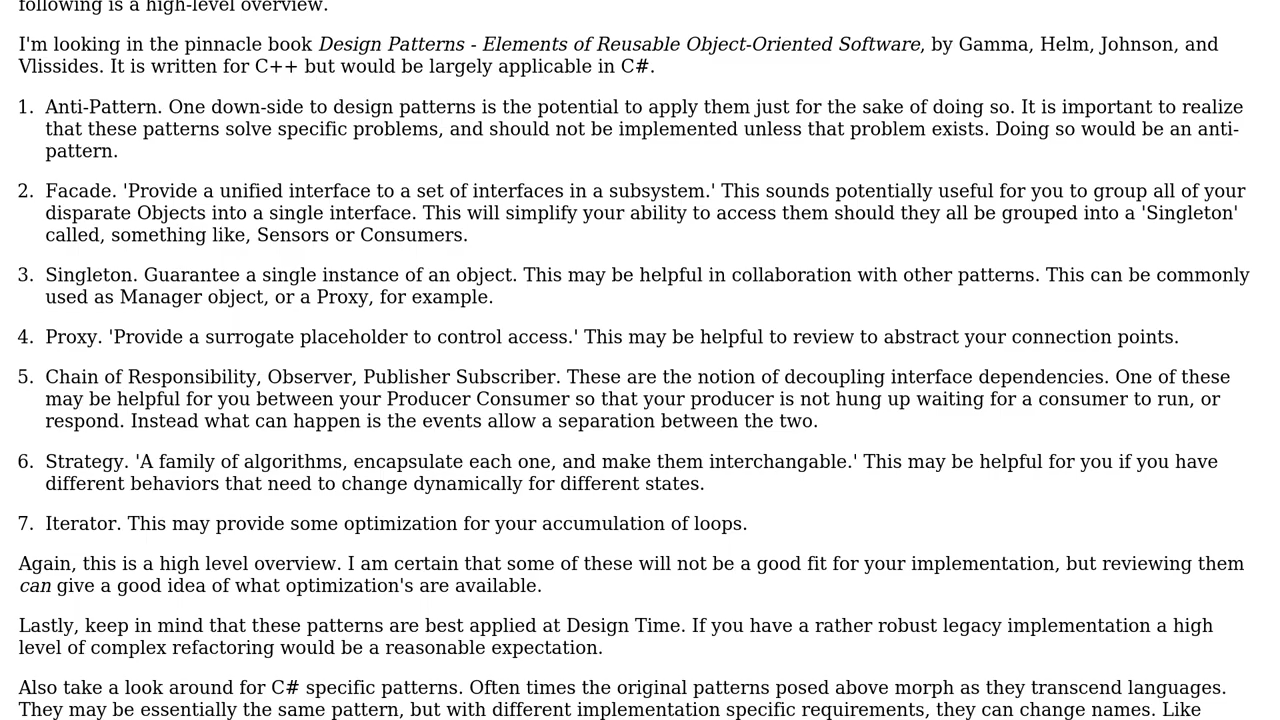 following is a high-level overview.
I'm looking in the pinnacle book Design Patterns - Elements of Reusable Object-Oriented Software, by Gamma, Helm, Johnson, and
Vlissides. It is written for C++ but would be largely applicable in C#.
1. Anti-Pattern. One down-side to design patterns is the potential to apply them just for the sake of doing so. It is important to realize
that these patterns solve specific problems, and should not be implemented unless that problem exists. Doing so would be an anti-
pattern.
2. Facade. 'Provide a unified interface to a set of interfaces in a subsystem.' This sounds potentially useful for you to group all of your
disparate Objects into a single interface. This will simplify your ability to access them should they all be grouped into a 'Singleton'
called, something like, Sensors or Consumers.
3. Singleton. Guarantee a single instance of an object. This may be helpful in collaboration with other patterns. This can be commonly
used as Manager object, or a Proxy, for example.
4. Proxy. 'Provide a surrogate placeholder to control access.' This may be helpful to review to abstract your connection points.
5. Chain of Responsibility, Observer, Publisher Subscriber. These are the notion of decoupling interface dependencies. One of these
may be helpful for you between your Producer Consumer so that your producer is not hung up waiting for a consumer to run, or
respond. Instead what can happen is the events allow a separation between the two.
6. Strategy. 'A family of algorithms, encapsulate each one, and make them interchangable.' This may be helpful for you if you have
different behaviors that need to change dynamically for different states.
7. Iterator. This may provide some optimization for your accumulation of loops.
Again, this is a high level overview. I am certain that some of these will not be a good fit for your implementation, but reviewing them
can give a good idea of what optimization's are available.
Lastly, keep in mind that these patterns are best applied at Design Time. If you have a rather robust legacy implementation a high
level of complex refactoring would be a reasonable expectation.
Also take a look around for C# specific patterns. Often times the original patterns posed above morph as they transcend languages.
They may be essentially the same pattern, but with different implementation specific requirements, they can change names. Like